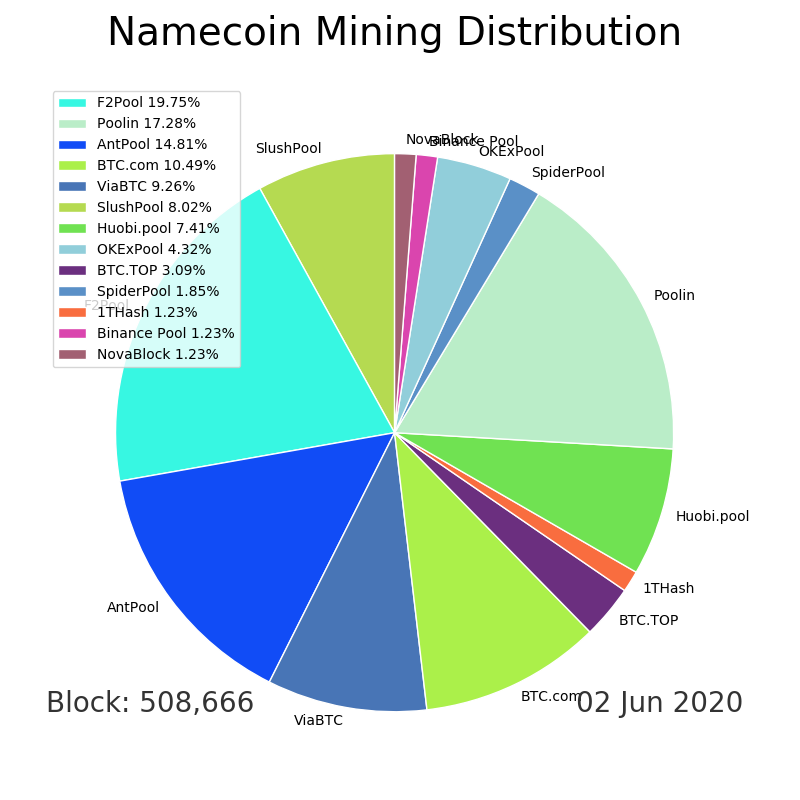 Namecoin Mining Distribution
F2Pool 19.75%
Poolin 17.28%
AntPool 14.81%
BTC.com 10.49%
ViaBTC 9.26%
SlushPool 8.02%
Huobi.pool 7.41%
OKExPool 4.32%
BTC.TOP 3.09%
SpiderPool 1.85%
1THash 1.23%
Binance Pool 1.23%
NovaBlock 1.23%
NovaBlock
Binance Pool
OKExPool
SpiderPool
SlushPool
Poolin
F2Pool
Huobi.pool
1THash
AntPool
BTC.TOP
BTC.com
ViaBTC
Block: 508,666
02 Jun 2020